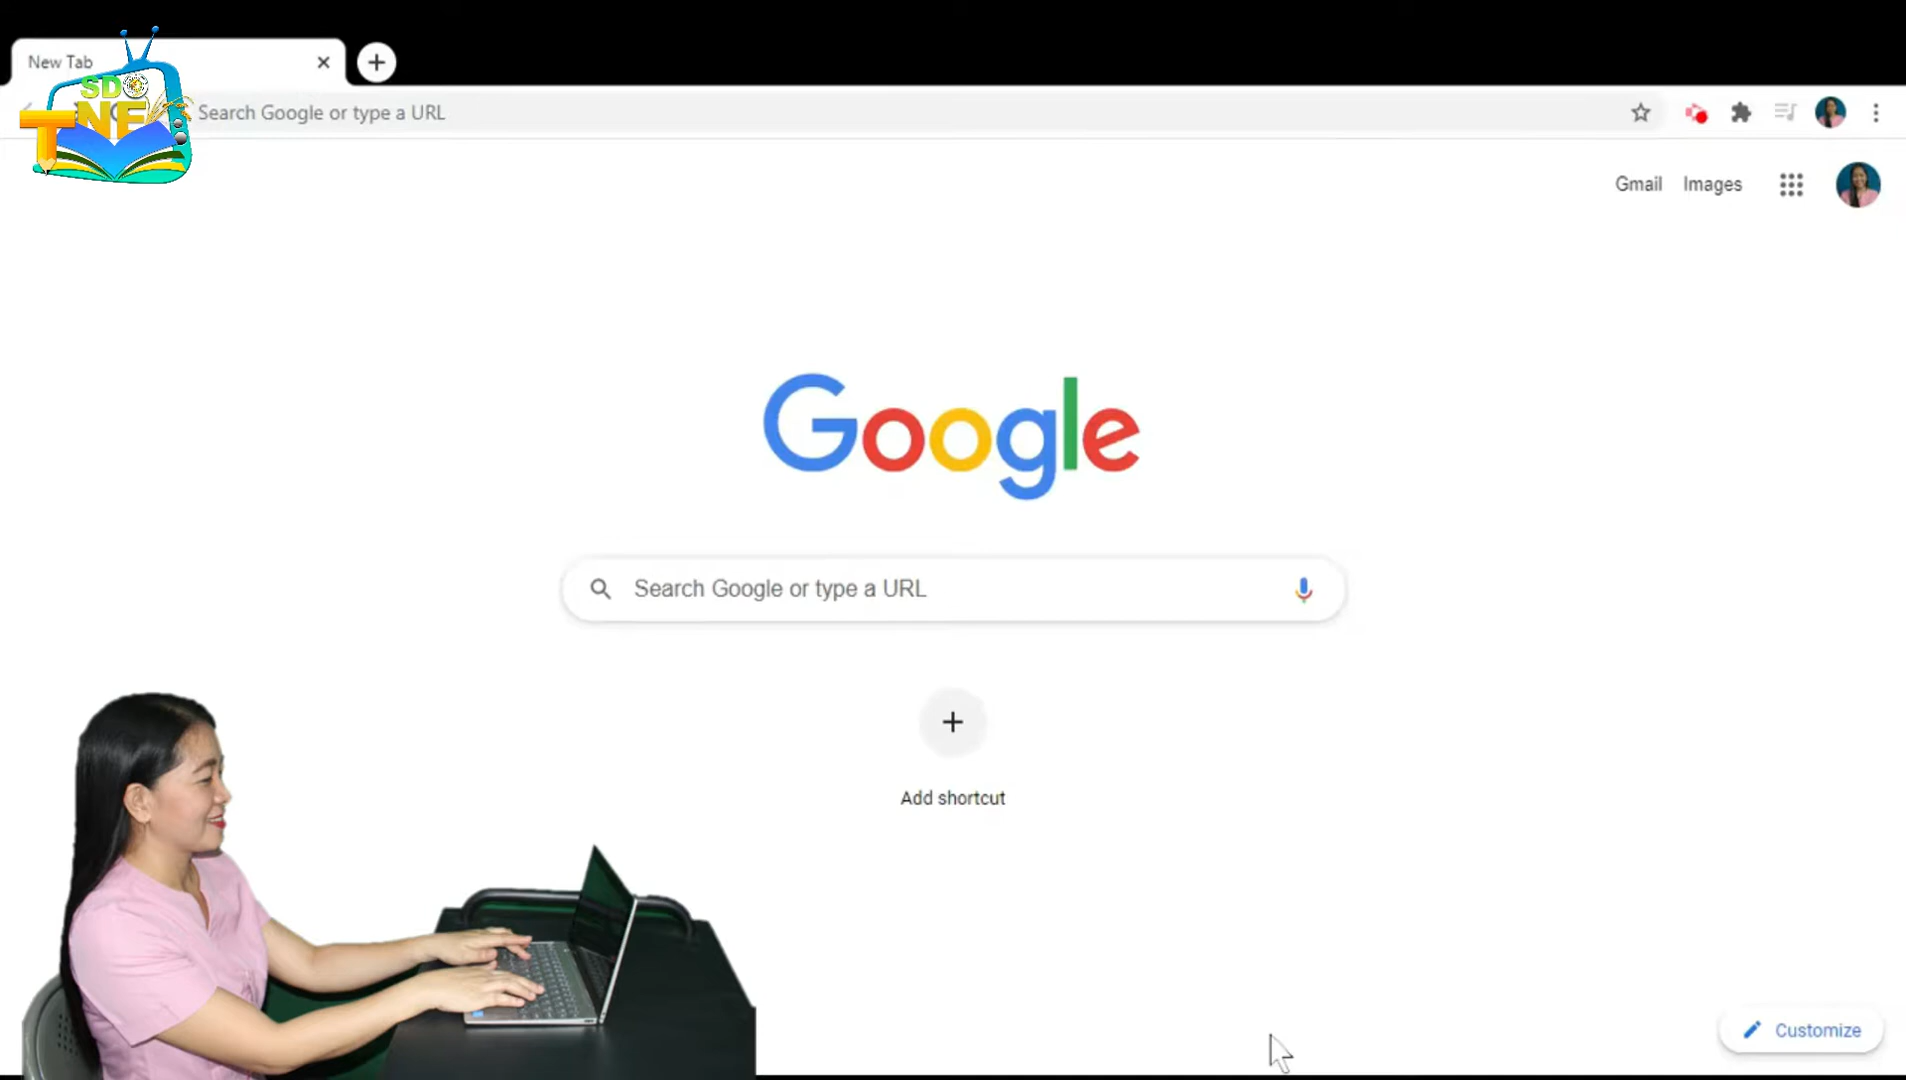 New Tab
SDO
TNE
Search Google or type a URL
Gmail Images
Google
Search Google or type a URL
Add shortcut
Customize